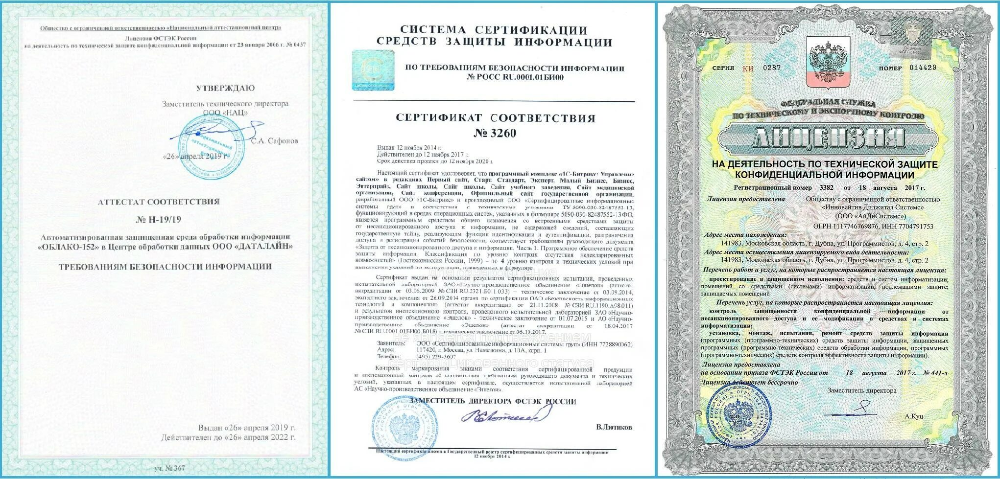 Общество с ограниченной ответственностью «Национальный аттестационный центр»
Лицензия ФСТЭК России
на деятельность по технической защите конфиденциальной информации от 23 января 2006 г. № 0437
УТВЕРЖДАЮ
Заместитель технического директора
ООО «НАЦ»
С.А. Сафонов
«26» апреля 2019 г.
АТТЕСТАТ СООТВЕТСТВИЯ
№ Н-19/19
Автоматизированная защищенная среда обработки информации
«ОБЛАКО-152» в Центре обработки данных ООО «ДАТАЛАЙН»
ТРЕБОВАНИЯМ БЕЗОПАСНОСТИ ИНФОРМАЦИИ
Выдан «26» апреля 2019 г.
Действителен до «26» апреля 2022 г.
уч. № 367
СИСТЕМА СЕРТИФИКАЦИИ
СРЕДСТВ ЗАЩИТЫ ИНФОРМАЦИИ
ПО ТРЕБОВАНИЯМ БЕЗОПАСНОСТИ ИНФОРМАЦИИ
№ РОСС RU.0001.01БИ00
СЕРТИФИКАТ СООТВЕТСТВИЯ
№ 3260
Выдан 12 ноября 2014 г.
Действителен до 12 ноября 2017 г.
Срок действия продлен до 12 ноября 2020 г.
Настоящий сертификат удостоверяет, что программный комплекс «1С-Битрикс: Управление
сайтом» в редакциях Первый сайт, Старт, Стандарт, Эксперт, Малый Бизнес, Бизнес,
Энтерпрайз, Сайт школы, Сайт школы, Сайт учебного заведения, Сайт медицинской
организации, Сайт конференции, Официальный сайт государственной организации,
разработанный ООО «1С-Битрикс» и производимый ООО «Сертифицированные информационные
системы груп» в соответствии с техническими условиями ТУ 5090-030-82487552-13,
функционирующий в средах операционных систем, указанных в формуляре 5090-030-82487552-13 ФО,
является программным средством общего назначения со встроенными средствами защиты
от несанкционированного доступа к информации, не содержащей сведений, составляющих
государственную тайну, реализующим функции идентификации и аутентификации, разграничения
доступа и регистрации событий безопасности, соответствует требованиям руководящего документа
«Защита от несанкционированного доступа к информации. Часть 1. Программное обеспечение средств
защиты информации. Классификация по уровню контроля отсутствия недекларированных
возможностей» (Гостехкомиссия России, 1999) – по 4 уровню контроля и технических условий при
выполнении указаний по эксплуатации, приведенных в формуляре.
для ознакомления
Сертификат выдан на основании результатов сертификационных испытаний, проведенных
испытательной лабораторией ЗАО «Научно-производственное объединение «Эшелон» (аттестат
аккредитации от 03.06.2009 № СЗИ RU.2321.Б011.033) – техническое заключение от 03.09.2014,
экспертного заключения от 26.09.2014 органа по сертификации ОАО «Безопасность информационных
технологий и компонентов» (аттестат аккредитации от 21.11.2008 № СЗИ RU.1190.А98.011)
и результатов инспекционного контроля, проведенного испытательной лабораторией ЗАО «Научно-
производственное объединение «Эшелон» - техническое заключение от 01.07.2015 и АО «Научно-
производственное объединение «Эшелон» (аттестат аккредитации от 18.04.2017
№ СЗИ RU.0001.01БИ00.Б018) – техническое заключение от 06.10.2017.
не является подтверждением
Заявитель: ООО «Сертифицированные информационные системы груп» (ИНН 7728890062)
Адрес: 117420, г. Москва, ул. Наметкина, д. 10А, корп. 1
Телефон: (495) 229-5607
сертифицированного статуса
Контроль маркирования знаками соответствия сертифицированной продукции
и инспекционный контроль её соответствия требованиям руководящего документа и технических
условий, указанных в настоящем сертификате, осуществляется испытательной лабораторией
АС «Научно-производственное объединение «Эшелон».
ЗАМЕСТИТЕЛЬ ДИРЕКТОРА ФСТЭК РОССИИ
В.Лютиков
Настоящий сертификат внесен в Государственный реестр сертифицированных средств защиты информации
12 ноября 2014 г.
Лицензия
ФСТЭК России
СЕРИЯ КИ 0287 НОМЕР 014429
ФЕДЕРАЛЬНАЯ СЛУЖБА
ПО ТЕХНИЧЕСКОМУ И ЭКСПОРТНОМУ КОНТРОЛЮ
ЛИЦЕНЗИЯ
НА ДЕЯТЕЛЬНОСТЬ ПО ТЕХНИЧЕСКОЙ ЗАЩИТЕ
КОНФИДЕНЦИАЛЬНОЙ ИНФОРМАЦИИ
Регистрационный номер 3382 от 18 августа 2017 г.
Лицензия предоставлена Обществу с ограниченной ответственностью
«Инновейтив Диджитал Системс»
(ООО «АйДиСистемс»)
ОГРН 1117746769876, ИНН 7704791753
Адрес места нахождения:
141983, Московская область, г. Дубна, ул. Программистов, д. 4, стр. 2
Адрес места осуществления лицензируемого вида деятельности:
141983, Московская область, г. Дубна, ул. Программистов, д. 4, стр. 2
Перечень работ и услуг, на которые распространяется настоящая лицензия:
проектирование в защищенном исполнении: средств и систем информатизации;
помещений со средствами (системами) информатизации, подлежащими защите;
защищаемых помещений
Перечень услуг, на которые распространяется настоящая лицензия:
контроль защищенности конфиденциальной информации от
несанкционированного доступа и ее модификации в средствах и системах
информатизации;
установка, монтаж, испытания, ремонт средств защиты информации
(программных (программно-технических) средств защиты информации, защищенных
программных (программно-технических) средств обработки информации, программных
(программно-технических) средств контроля эффективности защиты информации).
Лицензия предоставлена
на основании приказа ФСТЭК России от 18 августа 2017 г. № 441-л
Лицензия действует бессрочно
Заместитель директора
М.П.
А.Куц